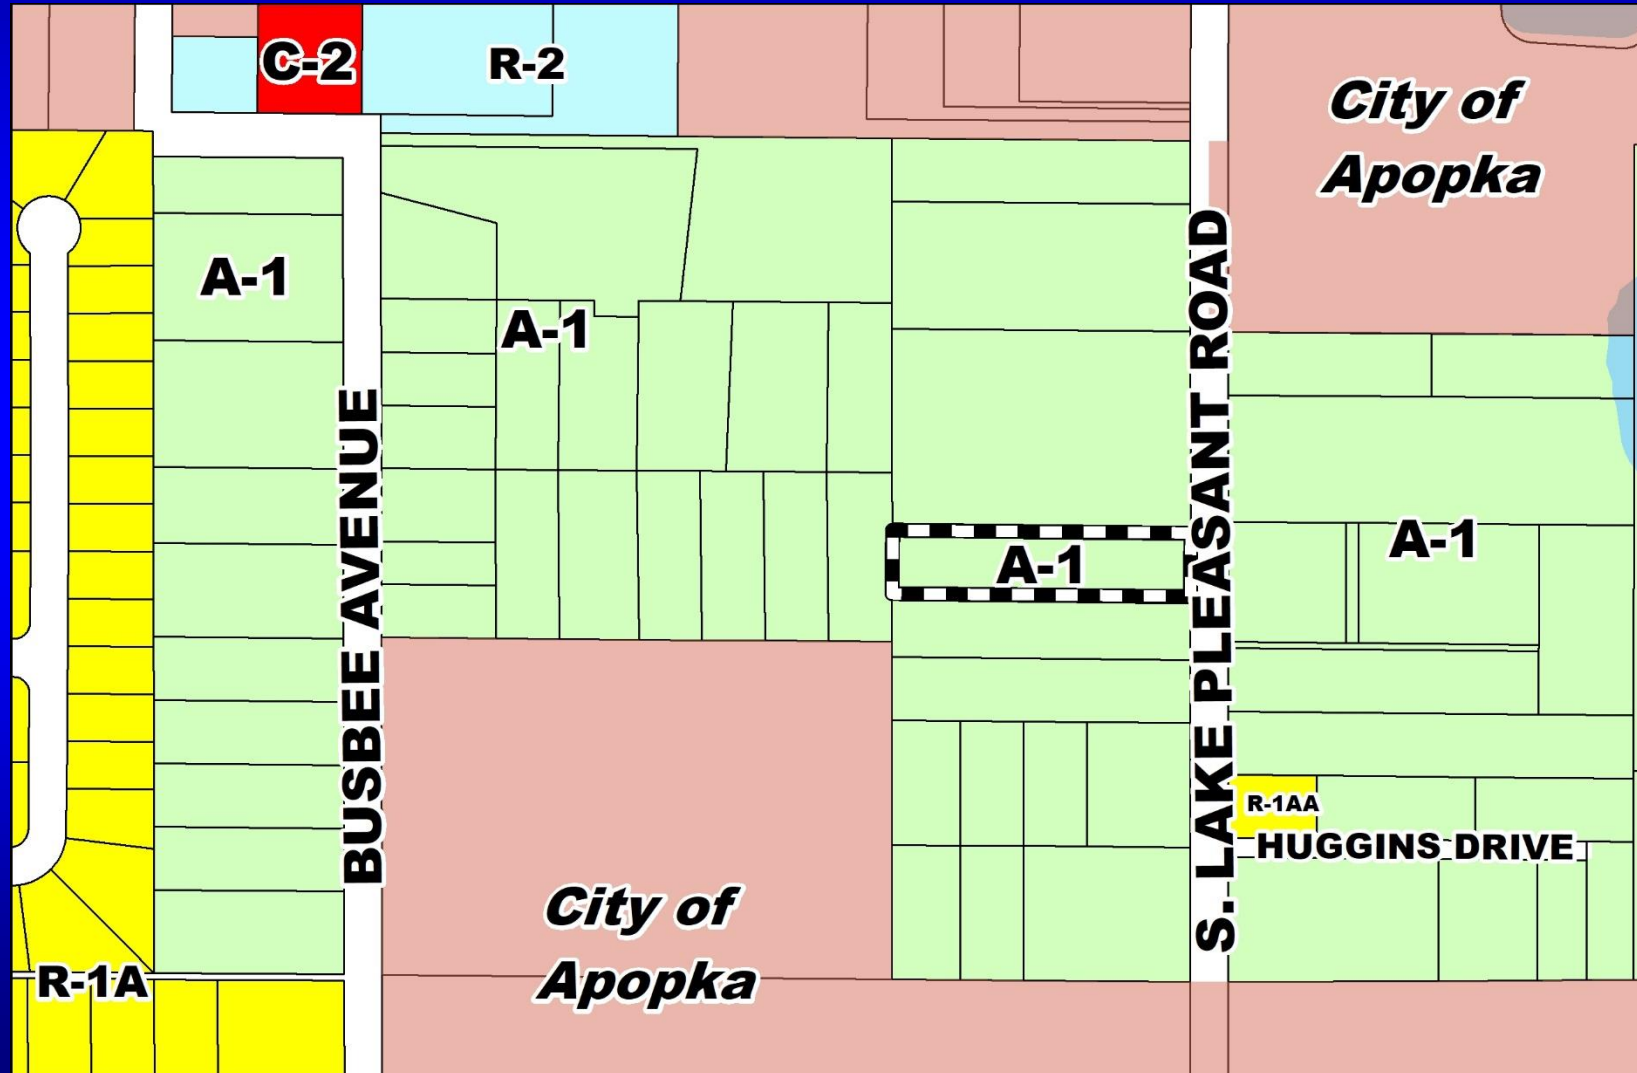 C-2
R-2
City of
Apopka
A-1
A-1
BUSBEE AVENUE
S. LAKE PLEASANT ROAD
A-1
A-1
R-1AA
HUGGINS DRIVE
City of
Apopka
R-1A